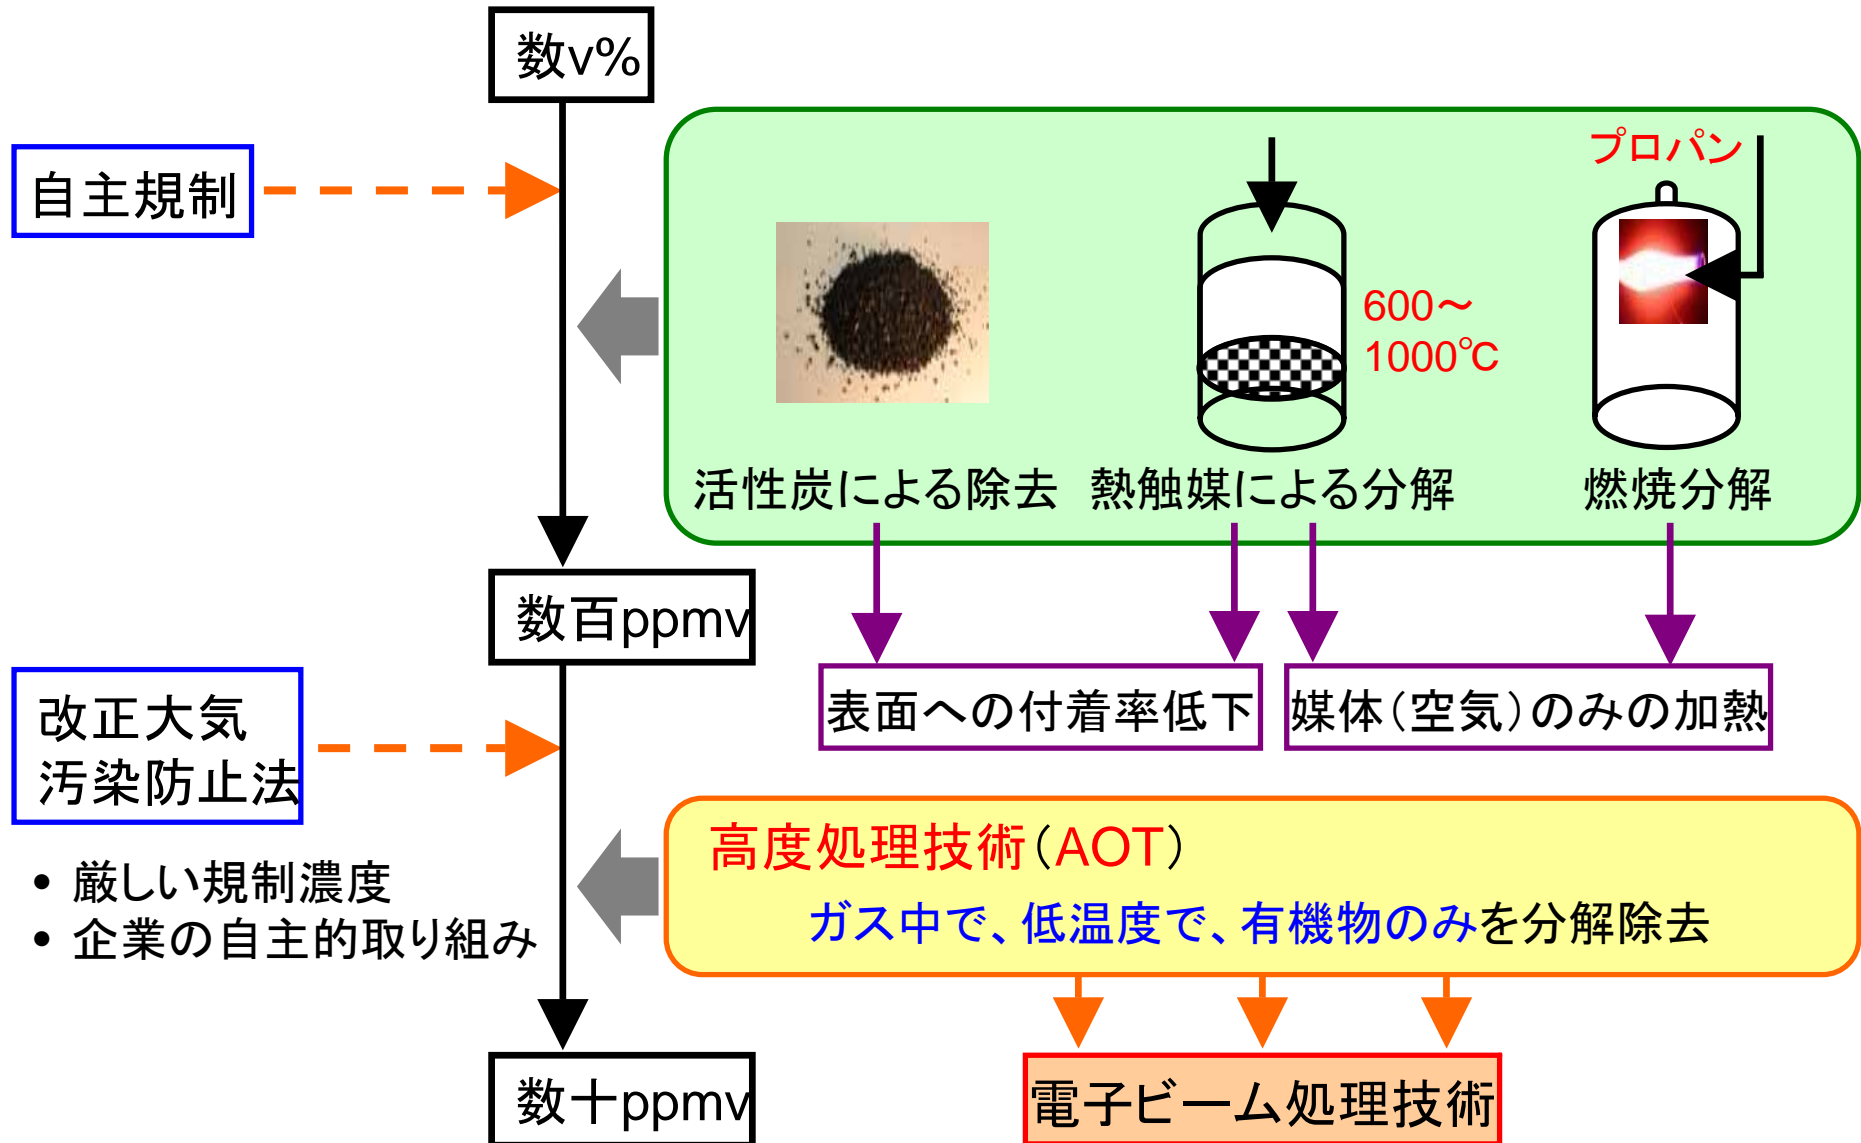 数v%
自主規制
プロパン
600～
1000℃
活性炭による除去
熱触媒による分解
燃焼分解
数百ppmv
表面への付着率低下
媒体（空気）のみの加熱
改正大気
汚染防止法
• 厳しい規制濃度
• 企業の自主的取り組み
高度処理技術（AOT）
ガス中で、低温度で、有機物のみを分解除去
数十ppmv
電子ビーム処理技術